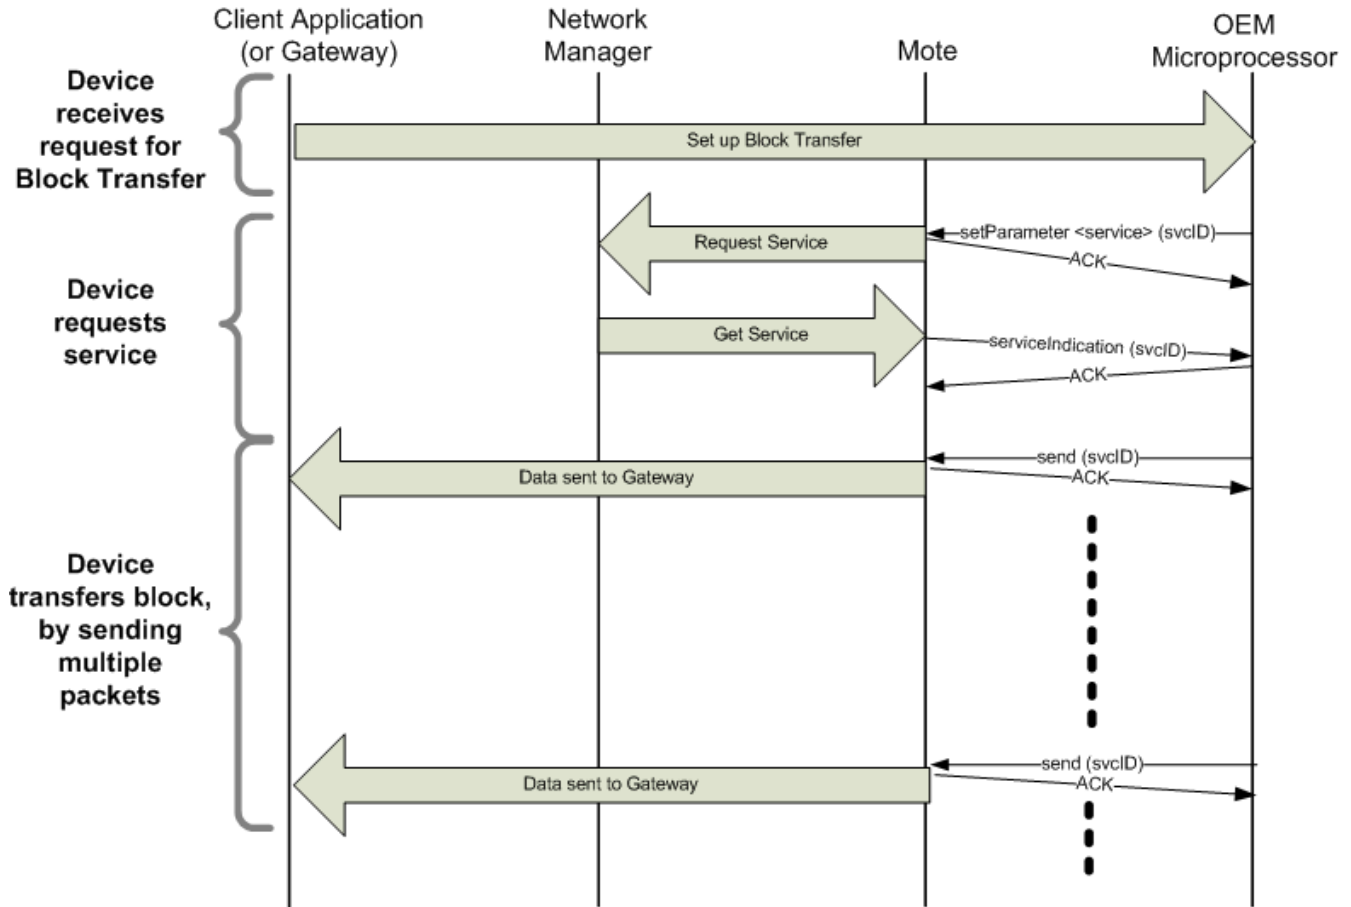 Client Application
(or Gateway)
Network
Manager
Mote
OEM
Microprocessor
Device
receives
request for
Block Transfer
Set up Block Transfer
Device
requests
service
Request Service
setParameter <service> (svcID)
ACK
Get Service
serviceIndication (svcID)
ACK
Device
transfers block,
by sending
multiple
packets
Data sent to Gateway
send (svcID)
ACK
Data sent to Gateway
send (svcID)
ACK